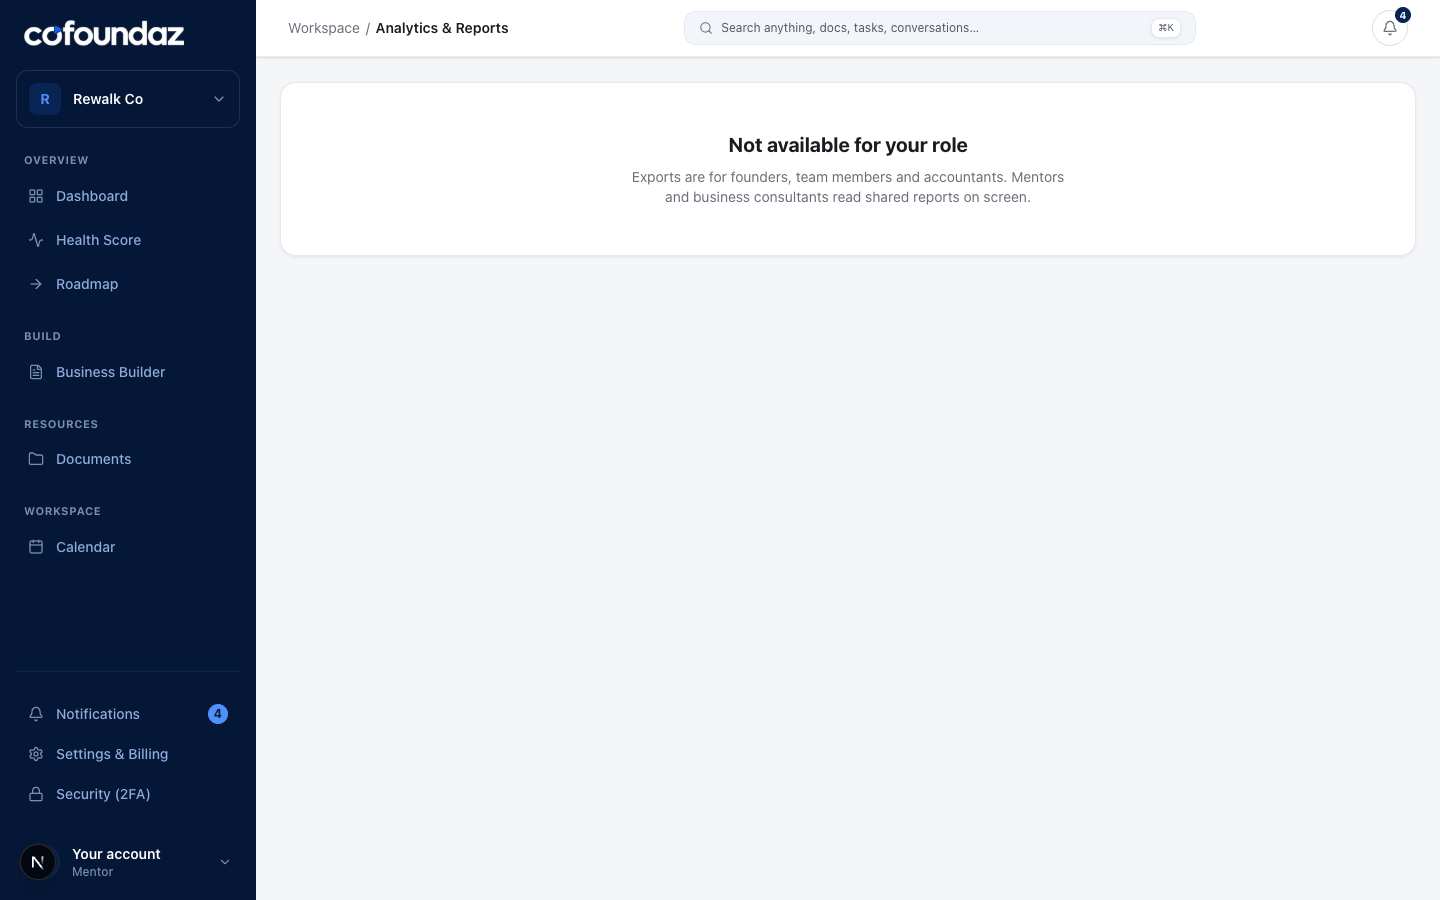 cofoundaz
Workspace / Analytics & Reports
Search anything, docs, tasks, conversations...
⌘K
4
R
Rewalk Co
OVERVIEW
Dashboard
Health Score
Roadmap
BUILD
Business Builder
RESOURCES
Documents
WORKSPACE
Calendar
Notifications
4
Settings & Billing
Security (2FA)
N
Your account
Mentor
Not available for your role
Exports are for founders, team members and accountants. Mentors
and business consultants read shared reports on screen.